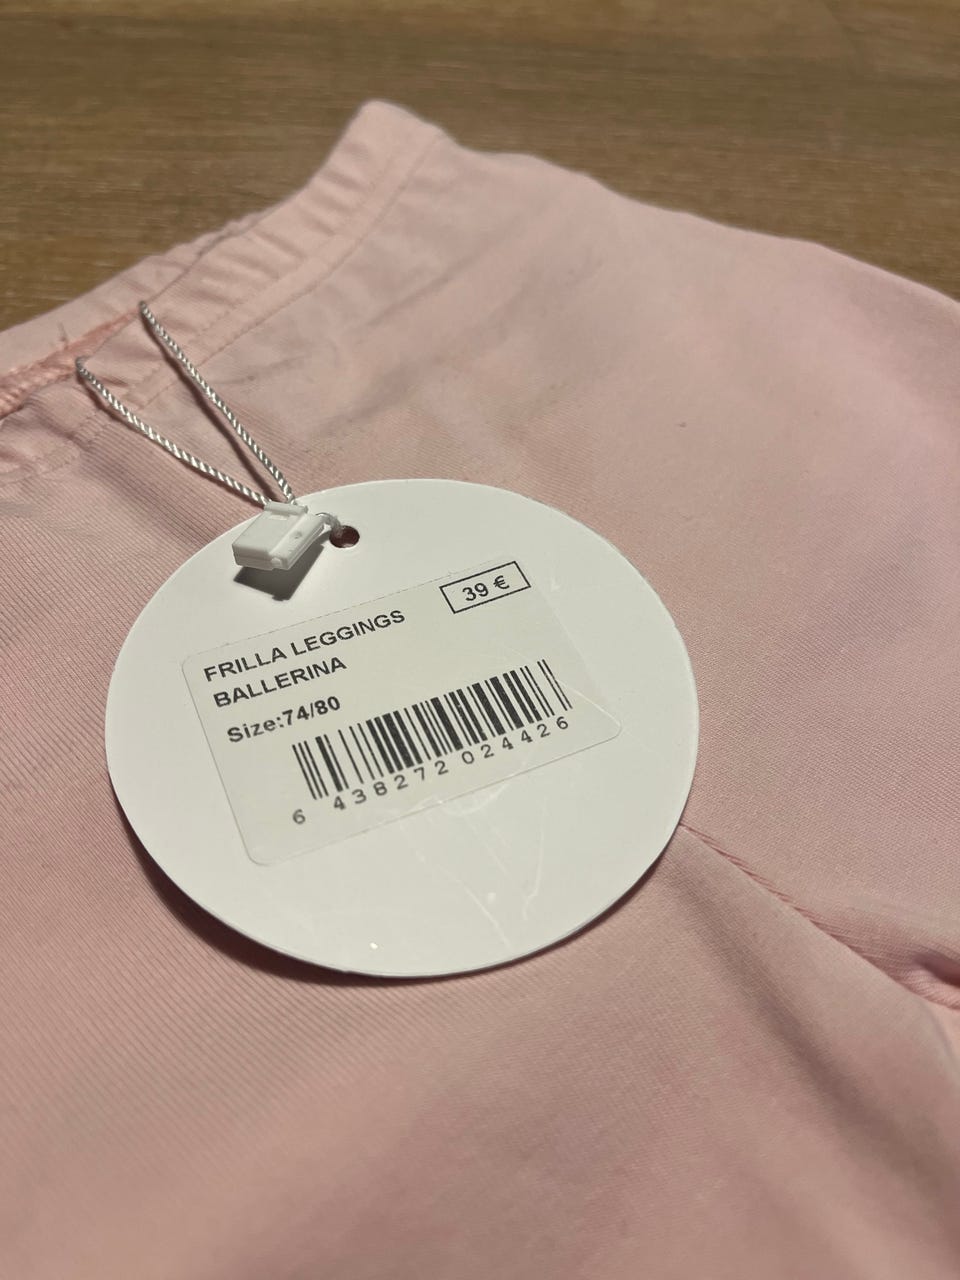 39 €
FRILLA LEGGINGS
BALLERINA
Size:74/80
6 438272 024426